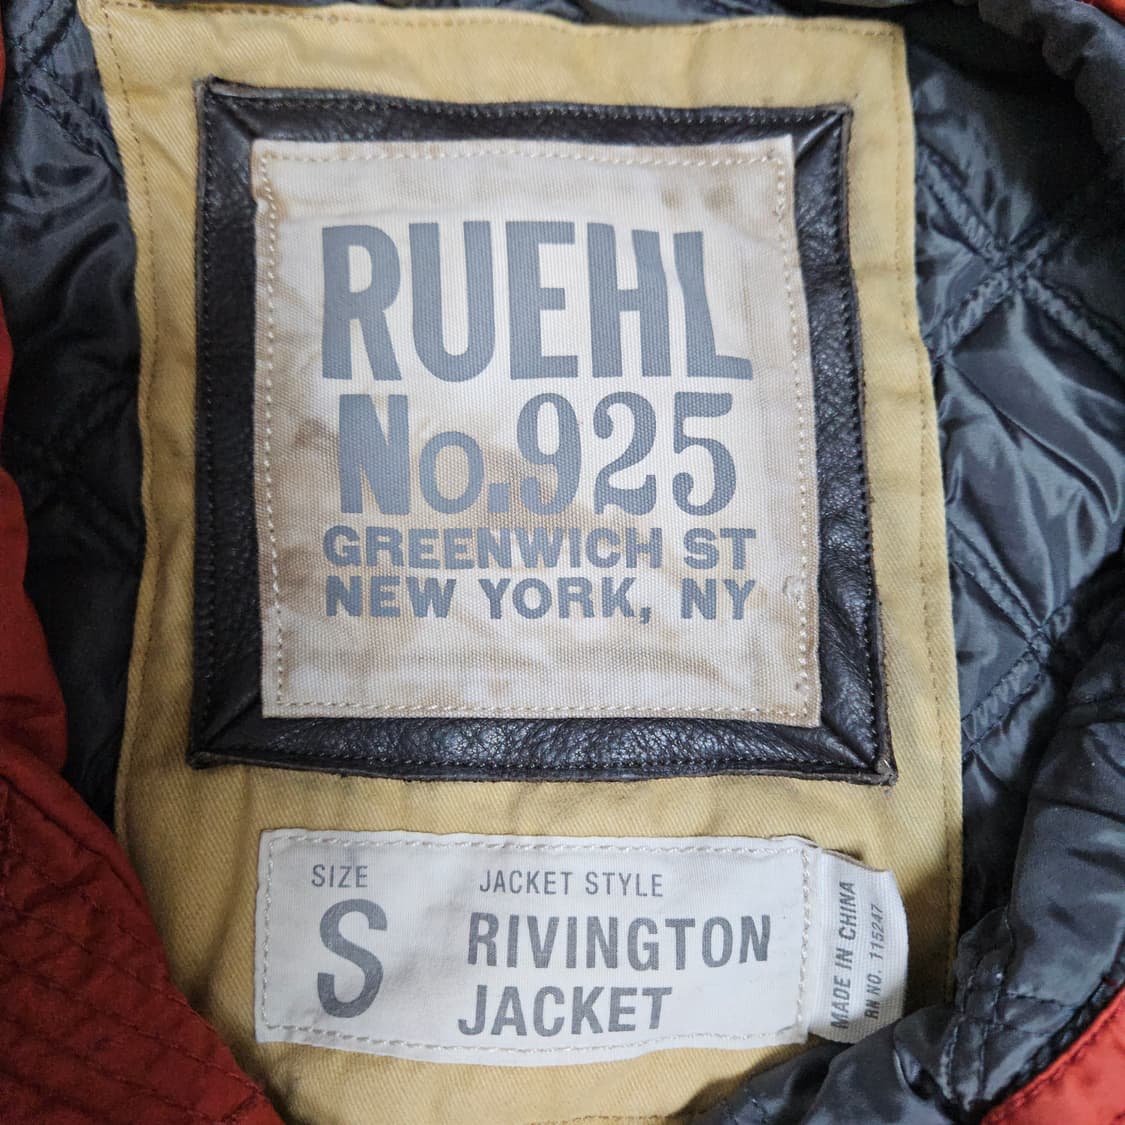 RUEHL
No.925
GREENWICH ST
NEW YORK, NY
SIZE
S
JACKET STYLE
RIVINGTON
JACKET
MADE IN CHINA
RN NO. 115247